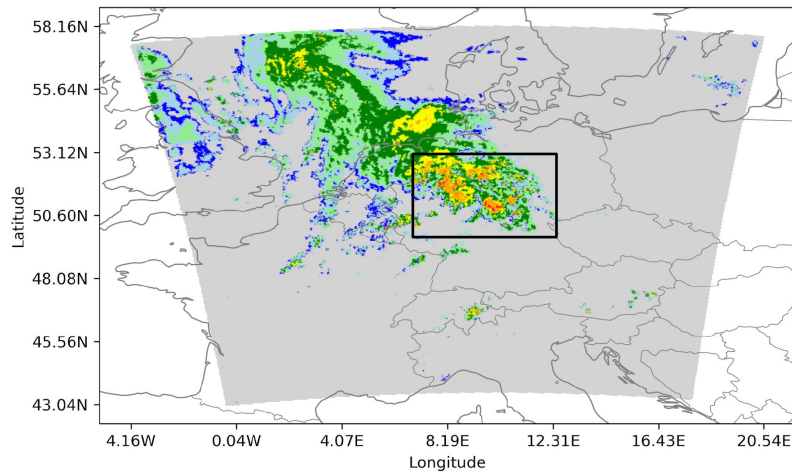 58.16N
55.64N
53.12N
50.60N
48.08N
45.56N
43.04N
Latitude
4.16W
0.04W
4.07E
8.19E
12.31E
16.43E
20.54E
Longitude